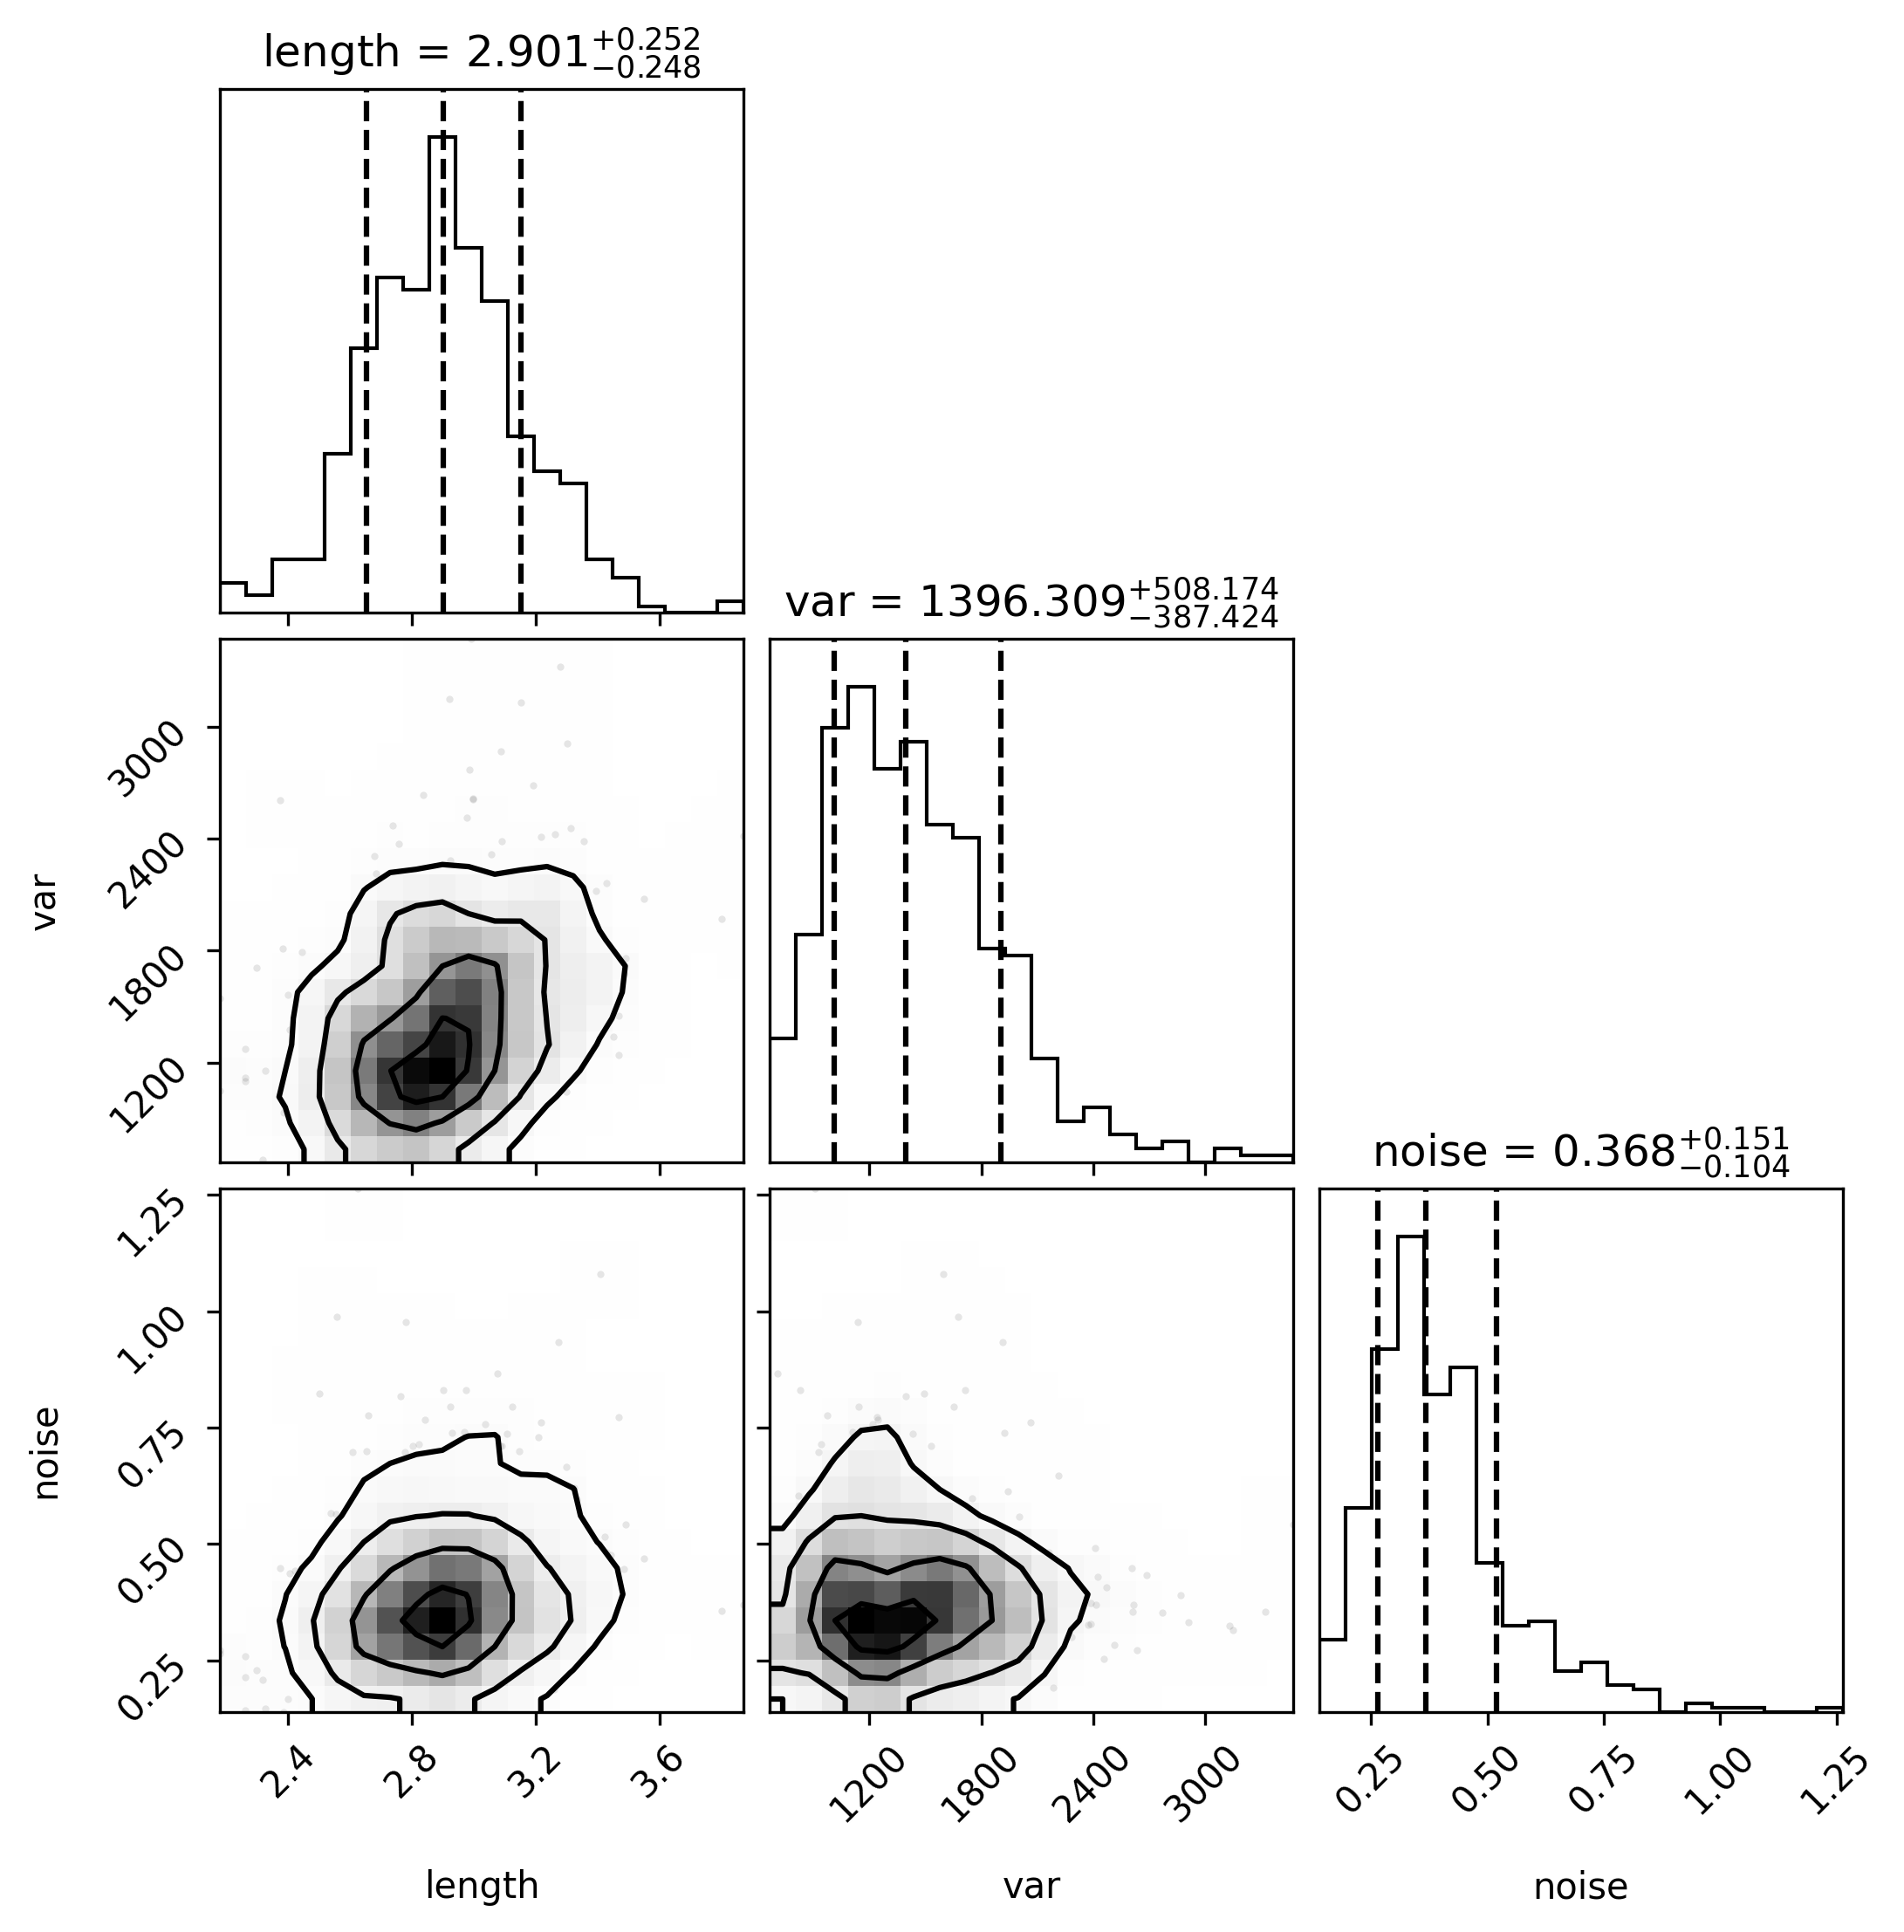 length = 2.901 +0.252 −0.248
var = 1396.309 +508.174 −387.424
3000
2400
1800
1200
var
noise = 0.368 +0.151 −0.104
1.25
1.00
0.75
0.50
0.25
noise
2.4 2.8 3.2 3.6 1200 1800 2400 3000 0.25 0.50 0.75 1.00 1.25
length var noise